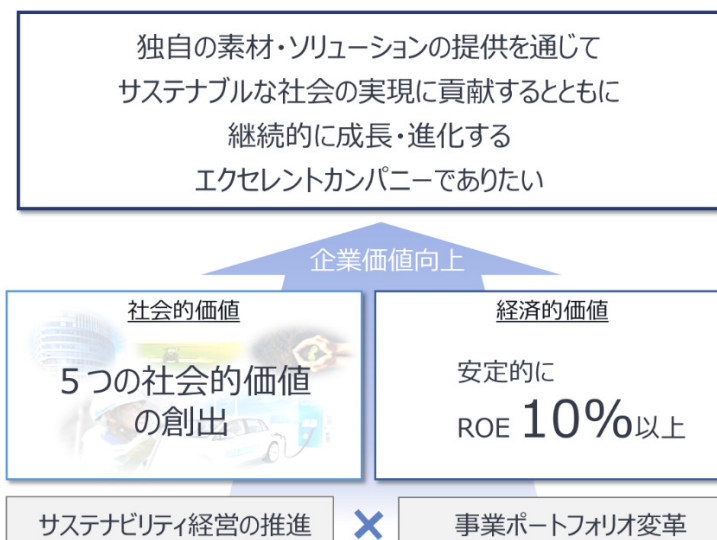 独自の素材・ソリューションの提供を通じて
サステナブルな社会の実現に貢献するとともに
継続的に成長・進化する
エクセレントカンパニーでありたい
企業価値向上
社会的価値
5つの社会的価値
の創出
経済的価値
安定的に
ROE 10%以上
サステナビリティ経営の推進
×
事業ポートフォリオ変革